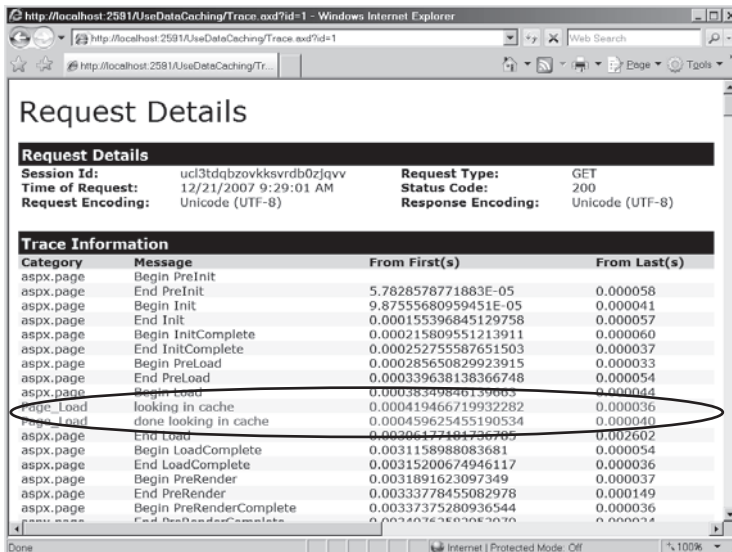 http://localhost:2581/UseDataCaching/Trace.axd?id=1 - Windows Internet Explorer
http://localhost:2581/UseDataCaching/Trace.axd?id=1 Web Search
http://localhost:2581/UseDataCaching/Tr... Page Tools
Request Details
Request Details
Session Id: ucl3tdqbzovkksvrdb0zjqvv Request Type: GET
Time of Request: 12/21/2007 9:29:01 AM Status Code: 200
Request Encoding: Unicode (UTF-8) Response Encoding: Unicode (UTF-8)
Trace Information
Category Message From First(s) From Last(s)
aspx.page Begin PreInit
aspx.page End PreInit 5.7828578771883E-05 0.000058
aspx.page Begin Init 9.87555680959451E-05 0.000041
aspx.page End Init 0.000155396845129758 0.000057
aspx.page Begin InitComplete 0.000215809551213911 0.000060
aspx.page End InitComplete 0.000252755587651503 0.000037
aspx.page Begin PreLoad 0.000285650829923915 0.000033
aspx.page End PreLoad 0.000339638138366748 0.000054
aspx.page Begin Load 0.00038349846139663 0.000044
Page_Load looking in cache 0.000419466719932282 0.000036
Page_Load done looking in cache 0.000459625455190534 0.000040
aspx.page End Load 0.00306177181736785 0.002602
aspx.page Begin LoadComplete 0.0031158988083681 0.000054
aspx.page End LoadComplete 0.00315200674946117 0.000036
aspx.page Begin PreRender 0.0031891623097349 0.000037
aspx.page End PreRender 0.00333778455082978 0.000149
aspx.page Begin PreRenderComplete 0.00337375280936544 0.000036
aspx.page End PreRenderComplete
Done Internet | Protected Mode: Off 100%